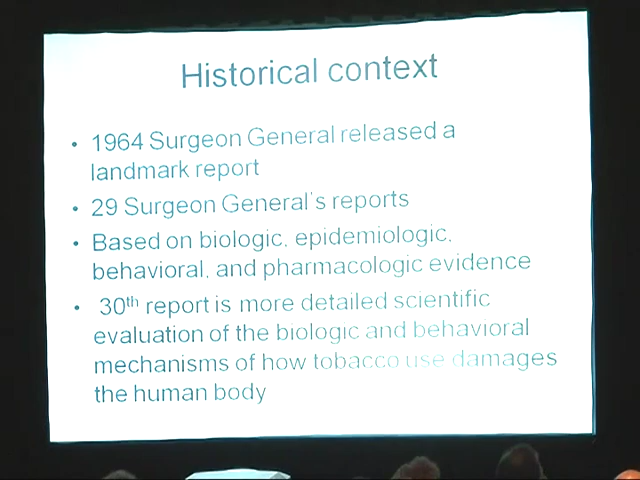 Historical context
• 1964 Surgeon General released a
landmark report
• 29 Surgeon General's reports
• Based on biologic, epidemiologic,
behavioral, and pharmacologic evidence
• 30th report is more detailed scientific
evaluation of the biologic and behavioral
mechanisms of how tobacco use damages
the human body